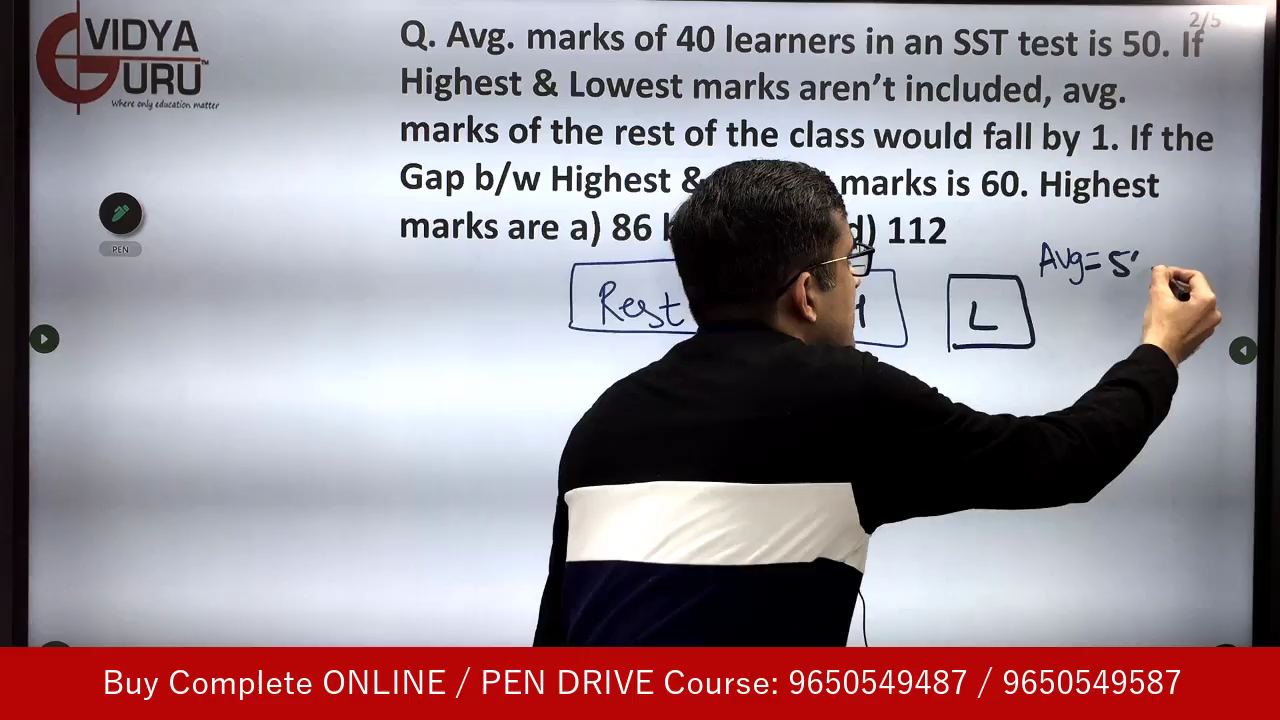 2/5
VIDYA
GURU
TM
Where only education matter
Q. Avg. marks of 40 learners in an SST test is 50. If
Highest & Lowest marks aren't included, avg.
marks of the rest of the class would fall by 1. If the
Gap b/w Highest & marks is 60. Highest
marks are a) 86 d) 112
PEN
Rest L
Avg=
Buy Complete ONLINE / PEN DRIVE Course: 9650549487 / 9650549587